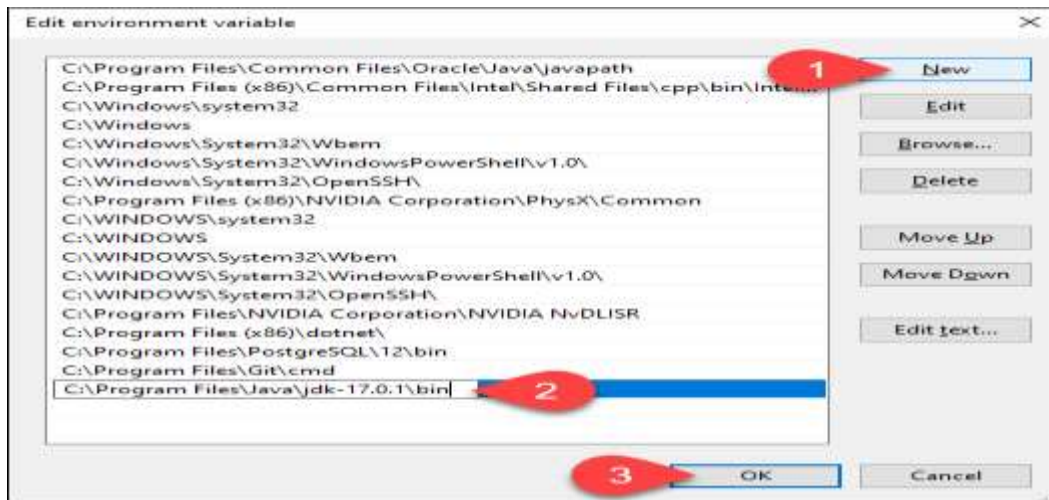 Edit environment variable
C:\Program Files\Common Files\Oracle\Java\javapath
C:\Program Files (x86)\Common Files\Intel\Shared Files\cpp\bin\Intel...
C:\Windows\system32
C:\Windows
C:\Windows\System32\Wbem
C:\Windows\System32\WindowsPowerShell\v1.0\
C:\Windows\System32\OpenSSH\
C:\Program Files (x86)\NVIDIA Corporation\PhysX\Common
C:\WINDOWS\system32
C:\WINDOWS
C:\WINDOWS\System32\Wbem
C:\WINDOWS\System32\WindowsPowerShell\v1.0\
C:\WINDOWS\System32\OpenSSH\
C:\Program Files\NVIDIA Corporation\NVIDIA NvDLISR
C:\Program Files (x86)\dotnet\
C:\Program Files\PostgreSQL\12\bin
C:\Program Files\Git\cmd
C:\Program Files\Java\jdk-17.0.1\bin
1
New
Edit
Browse...
Delete
Move Up
Move Down
Edit text...
2
3
OK
Cancel